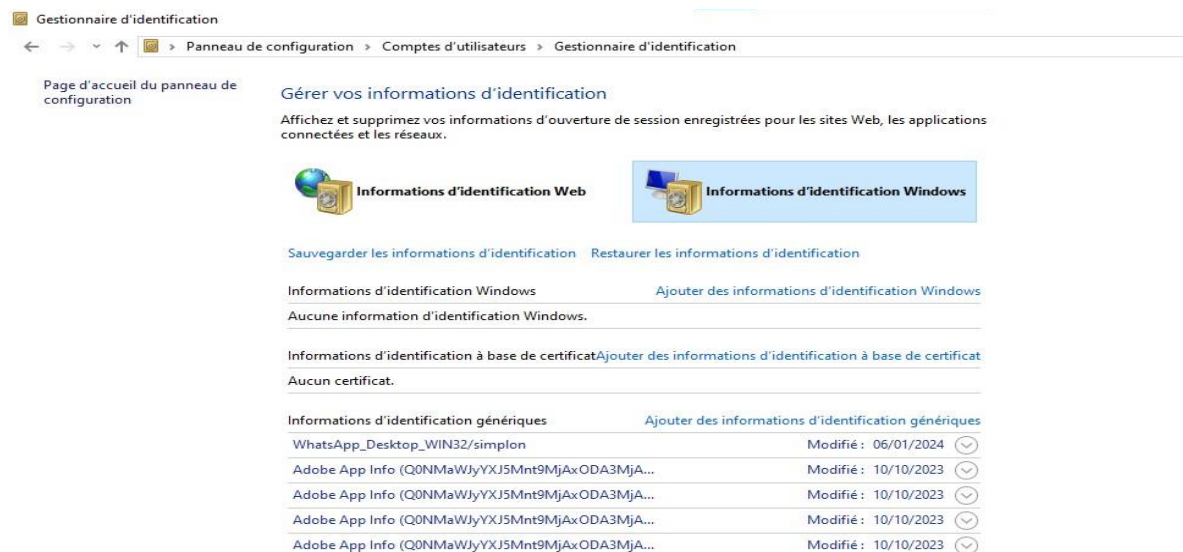 Gestionnaire d'identification
Panneau de configuration > Comptes d'utilisateurs > Gestionnaire d'identification
Page d'accueil du panneau de
configuration
Gérer vos informations d'identification
Affichez et supprimez vos informations d'ouverture de session enregistrées pour les sites Web, les applications
connectées et les réseaux.
Informations d'identification Web Informations d'identification Windows
Sauvegarder les informations d'identification Restaurer les informations d'identification
Informations d'identification Windows Ajouter des informations d'identification Windows
Aucune information d'identification Windows.
Informations d'identification à base de certificat Ajouter des informations d'identification à base de certificat
Aucun certificat.
Informations d'identification génériques Ajouter des informations d'identification génériques
WhatsApp_Desktop_WIN32/simplon Modifié : 06/01/2024
Adobe App Info (Q0NMaWJyYXJ5Mnt9MjAxODA3MjA... Modifié : 10/10/2023
Adobe App Info (Q0NMaWJyYXJ5Mnt9MjAxODA3MjA... Modifié : 10/10/2023
Adobe App Info (Q0NMaWJyYXJ5Mnt9MjAxODA3MjA... Modifié : 10/10/2023
Adobe App Info (Q0NMaWJyYXJ5Mnt9MjAxODA3MjA... Modifié : 10/10/2023